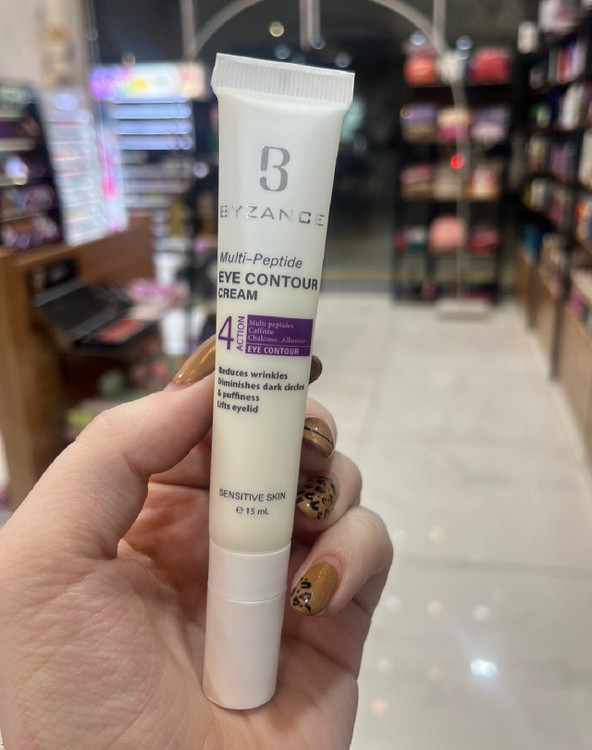 B
BYZANCE
Multi-Peptide
EYE CONTOUR
CREAM
4
ACTION
Multi peptides
Caffeine
Chalcone, Albumin
EYE CONTOUR
Reduces wrinkles
Diminishes dark circles
& puffiness
Lifts eyelid
SENSITIVE SKIN
℮ 15 mL